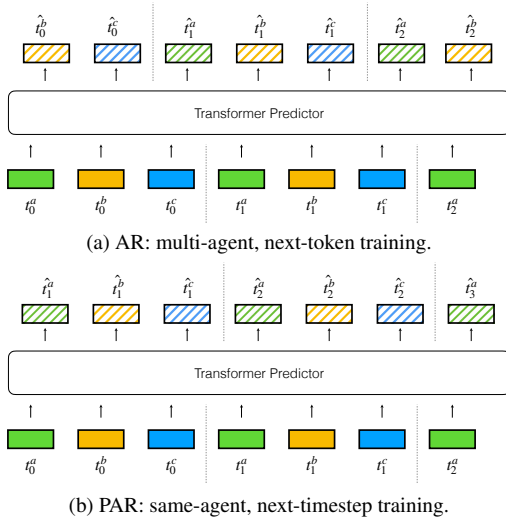 t̂₀ᵇ t̂₀ᶜ t̂₁ᵃ t̂₁ᵇ t̂₁ᶜ t̂₂ᵃ t̂₂ᵇ
Transformer Predictor
t₀ᵃ t₀ᵇ t₀ᶜ t₁ᵃ t₁ᵇ t₁ᶜ t₂ᵃ
(a) AR: multi-agent, next-token training.
t̂₁ᵃ t̂₁ᵇ t̂₁ᶜ t̂₂ᵃ t̂₂ᵇ t̂₂ᶜ t̂₃ᵃ
Transformer Predictor
t₀ᵃ t₀ᵇ t₀ᶜ t₁ᵃ t₁ᵇ t₁ᶜ t₂ᵃ
(b) PAR: same-agent, next-timestep training.